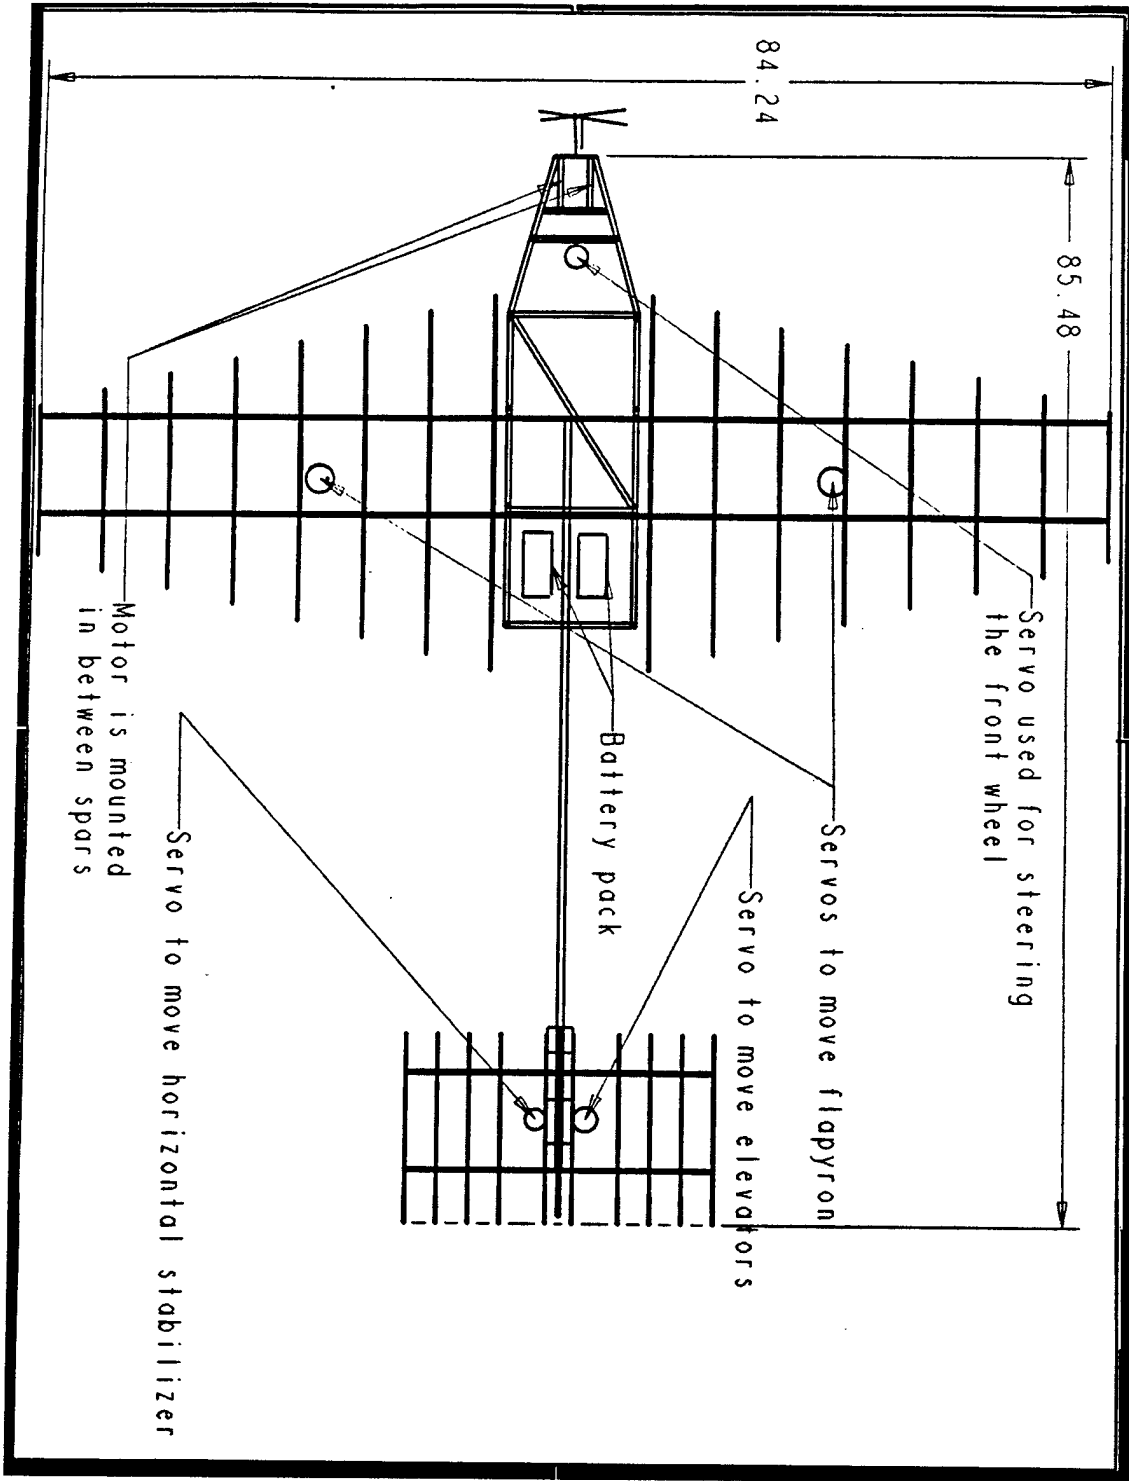 84.24
85.48
Servo used for steering
the front wheel
Servos to move flapyron
Servo to move elevators
Battery pack
Servo to move horizontal stabilizer
Motor is mounted
in between spars